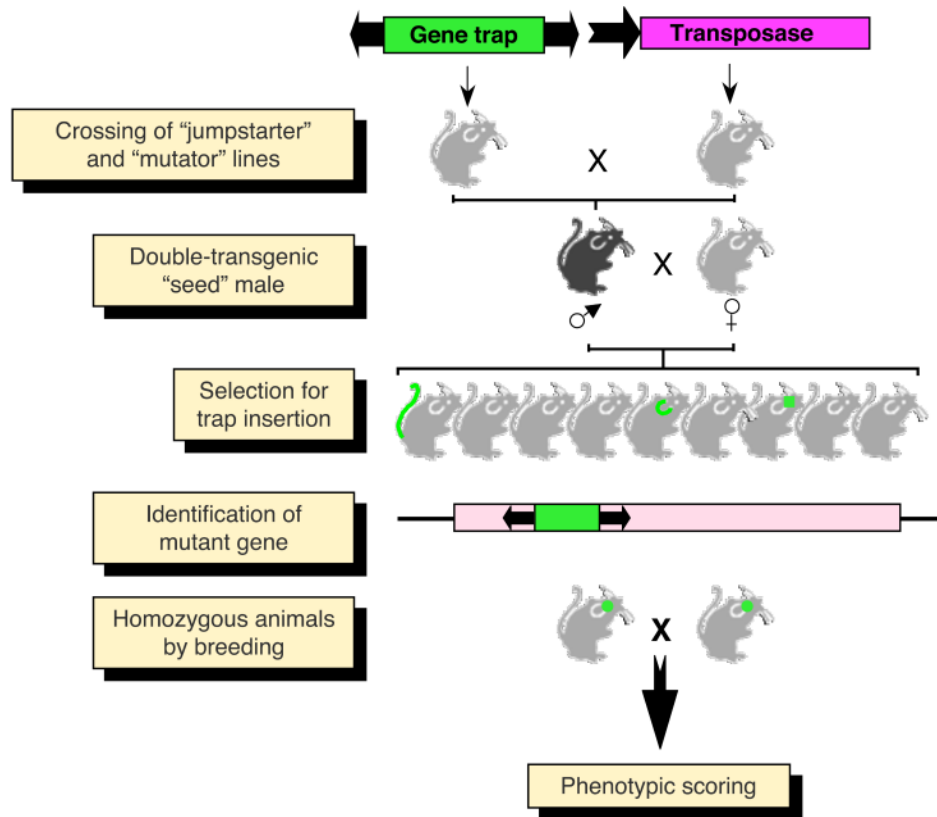 Gene trap
Transposase
Crossing of “jumpstarter”
and “mutator” lines
X
Double-transgenic
“seed” male
X
♂
♀
Selection for
trap insertion
Identification of
mutant gene
Homozygous animals
by breeding
X
Phenotypic scoring